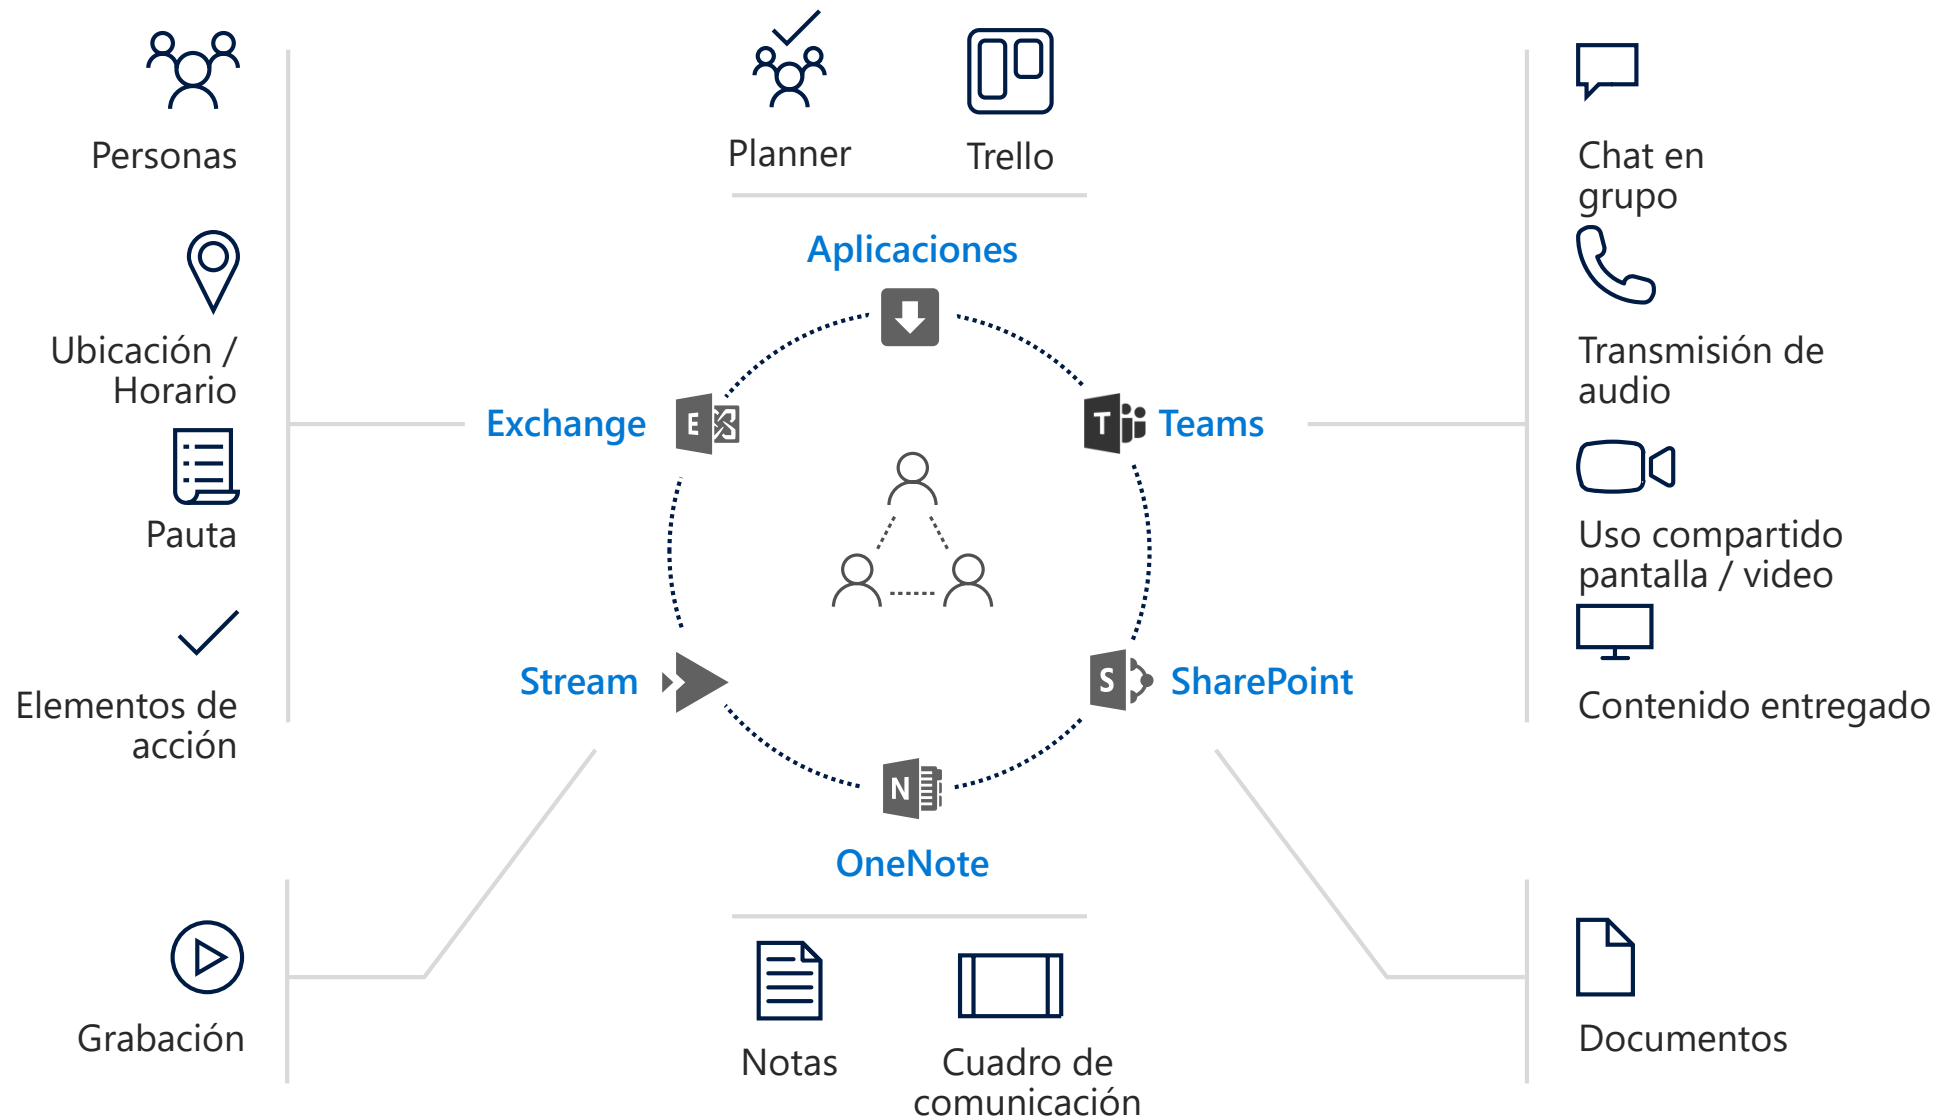 Personas
Ubicación /
Horario
Pauta
Elementos de
acción
Grabación
Planner
Trello
Aplicaciones
Exchange
E
T
Teams
Stream
S
SharePoint
N
OneNote
Notas
Cuadro de
comunicación
Chat en
grupo
Transmisión de
audio
Uso compartido
pantalla / video
Contenido entregado
Documentos